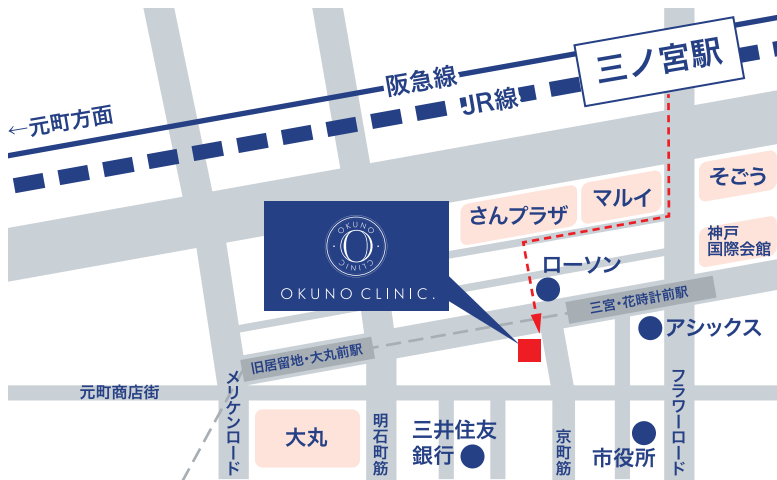 三ノ宮駅
阪急線
JR線
←元町方面
そごう
マルイ
さんプラザ
神戸
国際会館
OKUNO
CLINIC
OKUNO CLINIC.
ローソン
三宮・花時計前駅
アシックス
旧居留地・大丸前駅
元町商店街
メリケンロード
フラワーロード
大丸
明石町筋
三井住友
銀行
京町筋
市役所